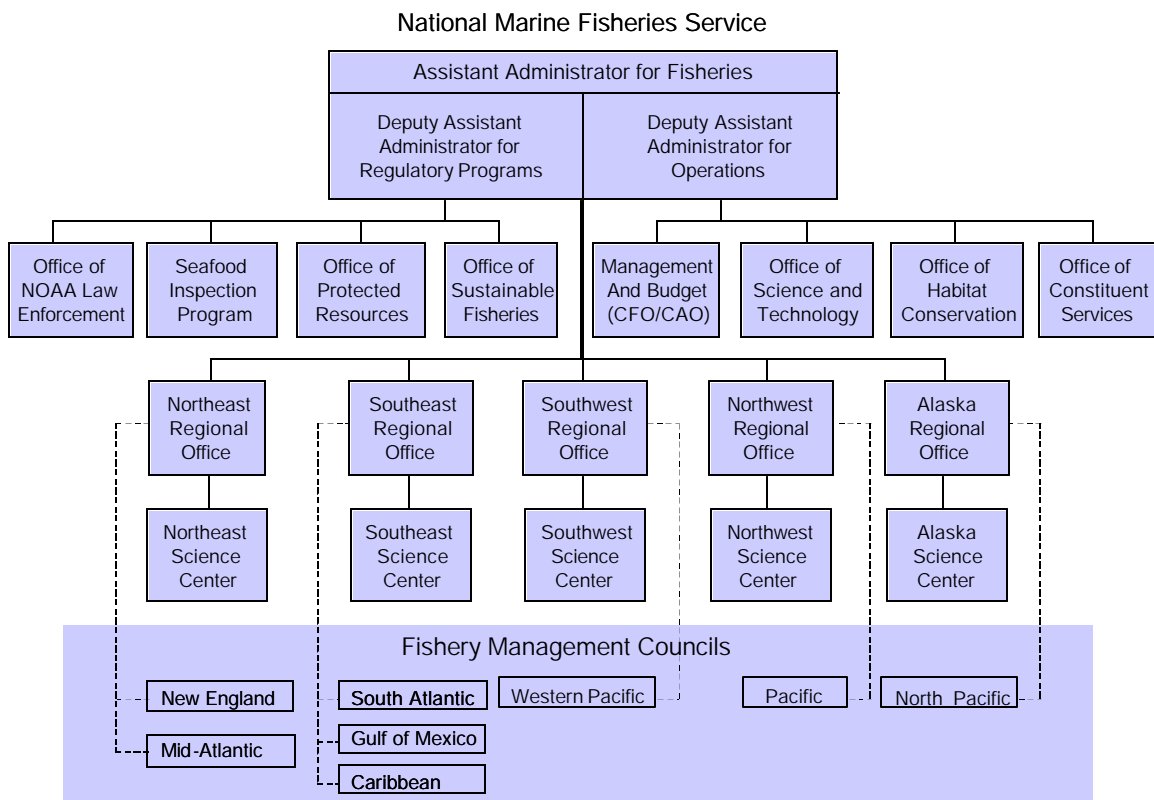 National Marine Fisheries Service
Assistant Administrator for Fisheries
Deputy Assistant
Administrator for
Regulatory Programs
Deputy Assistant
Administrator for
Operations
Office of
NOAA Law
Enforcement
Seafood
Inspection
Program
Office of
Protected
Resources
Office of
Sustainable
Fisheries
Management
And Budget
(CFO/CAO)
Office of
Science and
Technology
Office of
Habitat
Conservation
Office of
Constituent
Services
Northeast
Regional
Office
Southeast
Regional
Office
Southwest
Regional
Office
Northwest
Regional
Office
Alaska
Regional
Office
Northeast
Science
Center
Southeast
Science
Center
Southwest
Science
Center
Northwest
Science
Center
Alaska
Science
Center
Fishery Management Councils
New England
South Atlantic
Western Pacific
Pacific
North Pacific
Mid-Atlantic
Gulf of Mexico
Caribbean